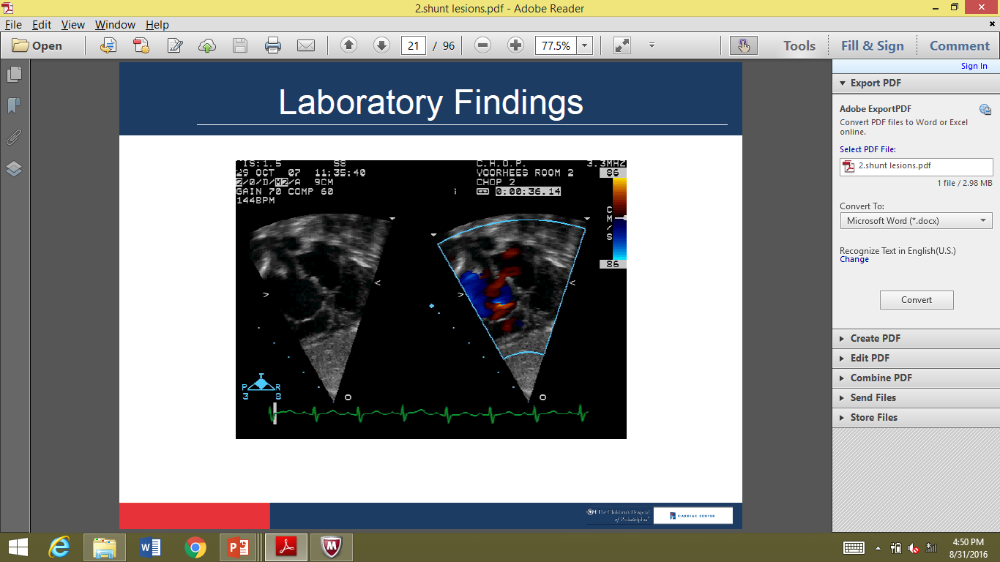 2.shunt lesions.pdf - Adobe Reader
File Edit View Window Help
Open 21 / 96 77.5% Tools Fill & Sign Comment
Sign In
Export PDF
Adobe ExportPDF
Convert PDF files to Word or Excel
online.
Select PDF File:
2.shunt lesions.pdf
1 file / 2.98 MB
Convert To:
Microsoft Word (*.docx)
Recognize Text in English(U.S.)
Change
Convert
Create PDF
Edit PDF
Combine PDF
Send Files
Store Files
Laboratory Findings
TIS:1.5 S8 C.H.O.P. 3.3MHZ
29 OCT 07 11:35:40 VOORHEES ROOM 2 86
2/0/D/M2/A 9CM CHOP 2
GAIN 70 COMP 60 0:00:36.14
144BPM
CM/S
86
T
P R
3 8
The Children's Hospital
of Philadelphia
CARDIAC CENTER
4:50 PM
8/31/2016